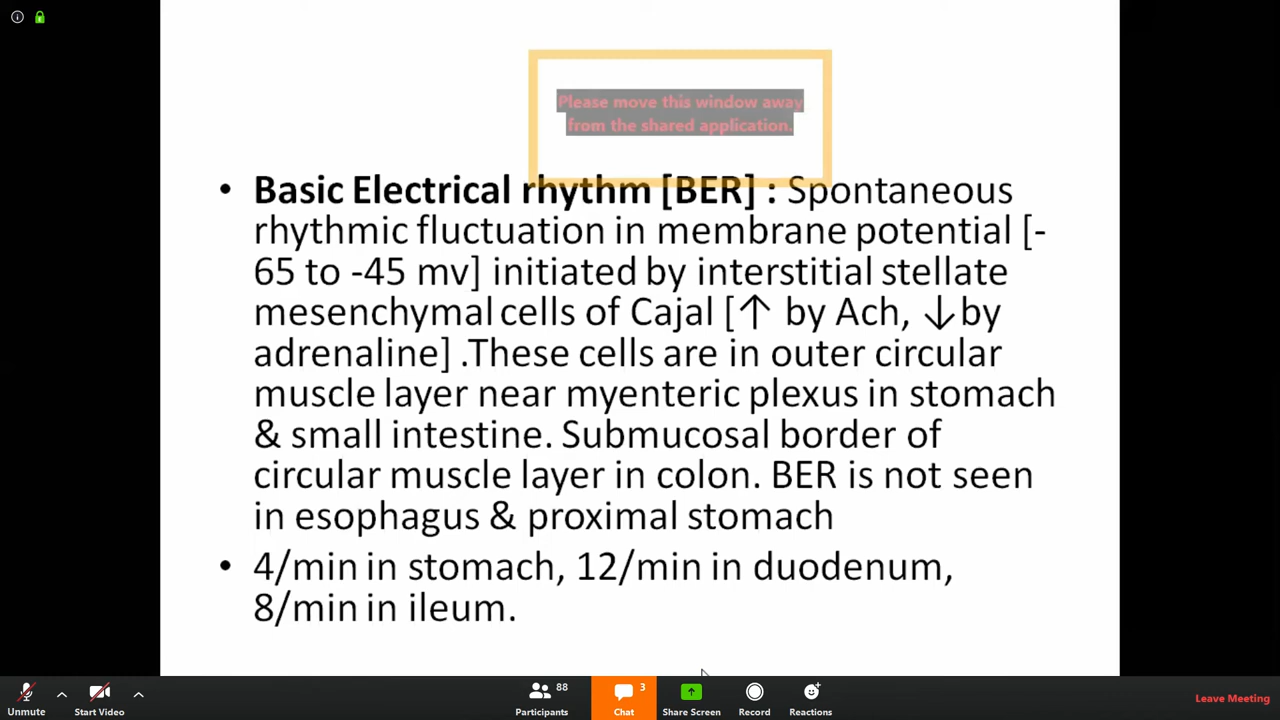 Please move this window away
from the shared application.
• Basic Electrical rhythm [BER] : Spontaneous
rhythmic fluctuation in membrane potential [-
65 to -45 mv] initiated by interstitial stellate
mesenchymal cells of Cajal [↑ by Ach, ↓by
adrenaline] .These cells are in outer circular
muscle layer near myenteric plexus in stomach
& small intestine. Submucosal border of
circular muscle layer in colon. BER is not seen
in esophagus & proximal stomach
• 4/min in stomach, 12/min in duodenum,
8/min in ileum.
88
3
Unmute
Start Video
Participants
Chat
Share Screen
Record
Reactions
Leave Meeting